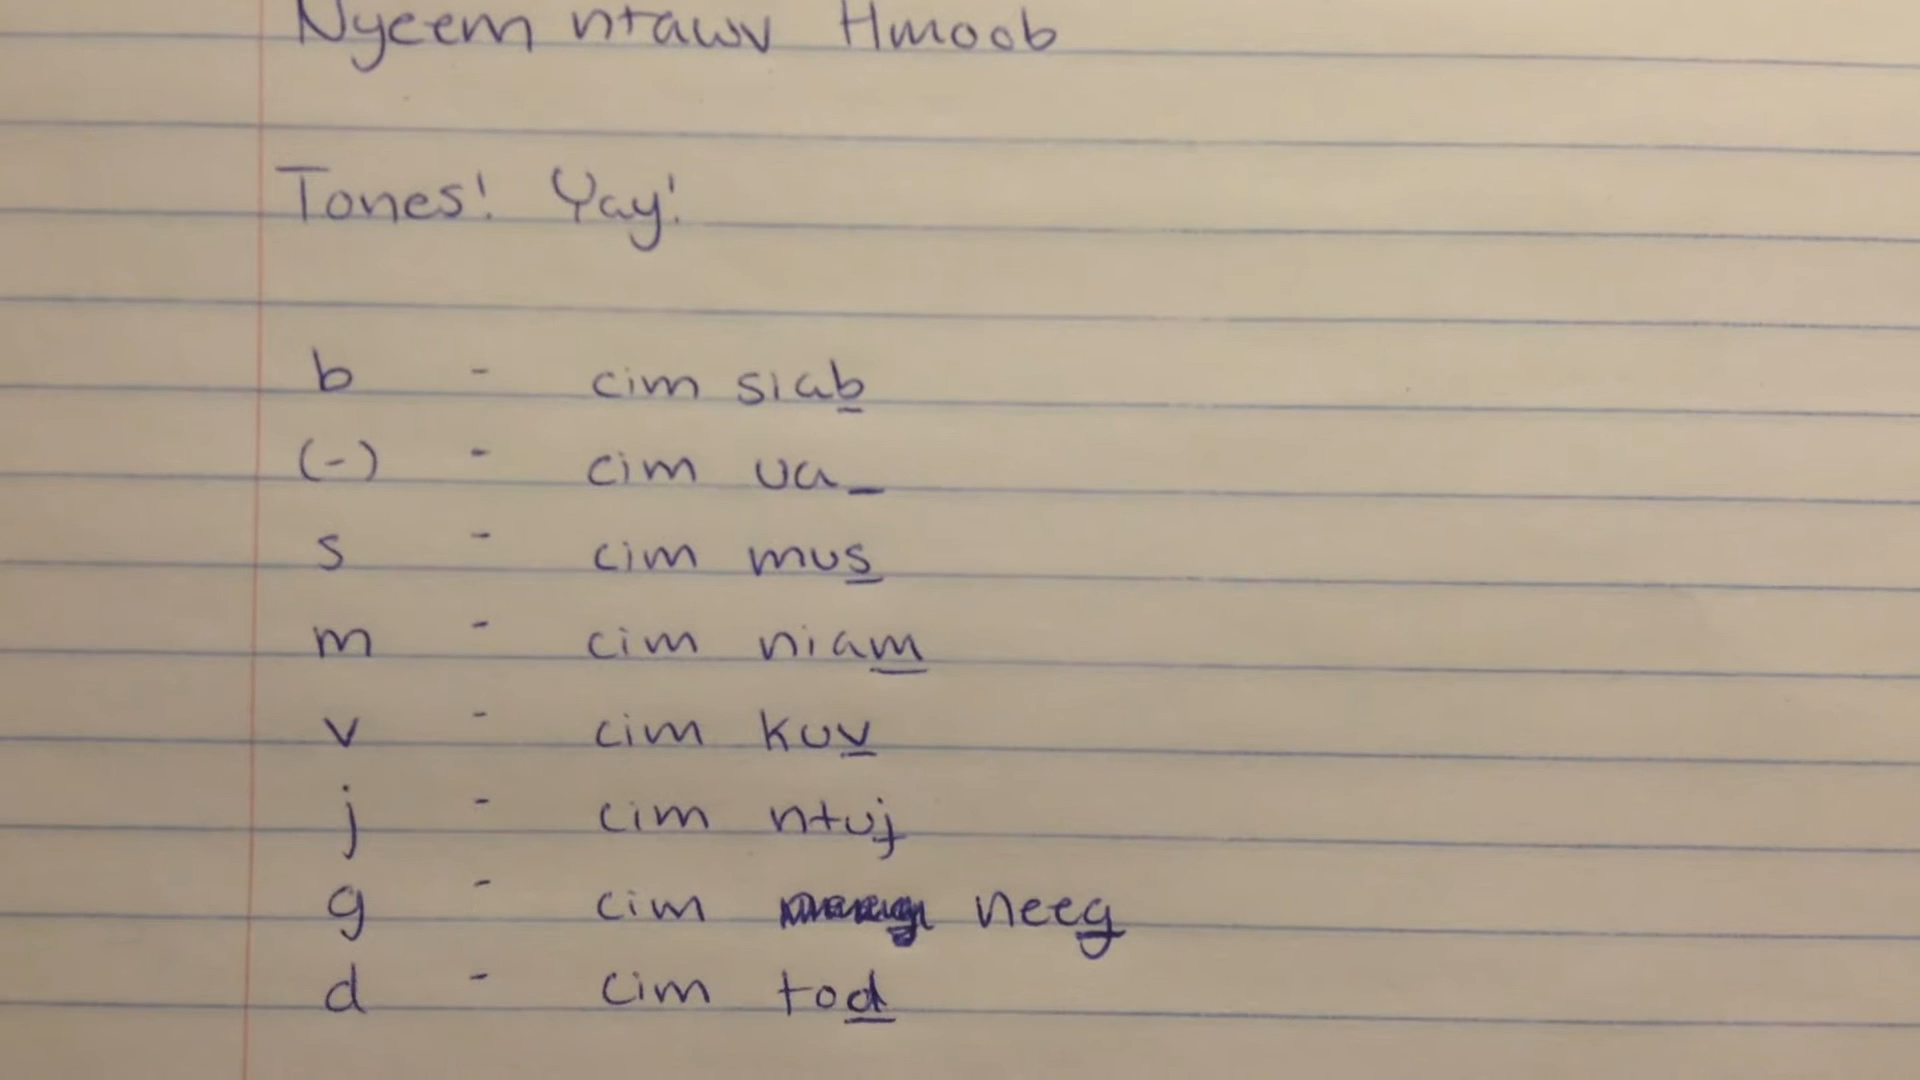 Nyeem ntawv Hmoob
Tones! Yay!
b - cim siab
(-) - cim ua_
s - cim mus
m - cim niam
v - cim kuv
j - cim ntuj
g - cim neeg
d - cim tod